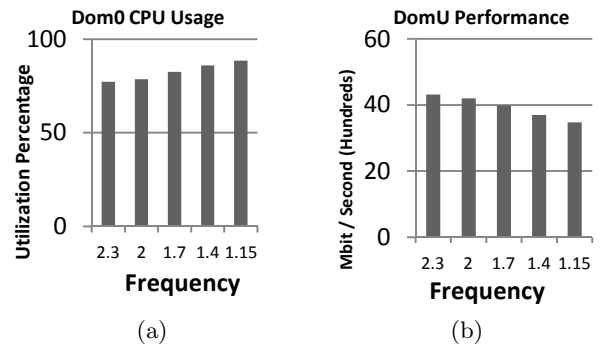 Dom0 CPU Usage
Utilization Percentage
100
50
0
2.3 2 1.7 1.4 1.15
Frequency
(a)
DomU Performance
Mbit / Second (Hundreds)
60
40
20
0
2.3 2 1.7 1.4 1.15
Frequency
(b)